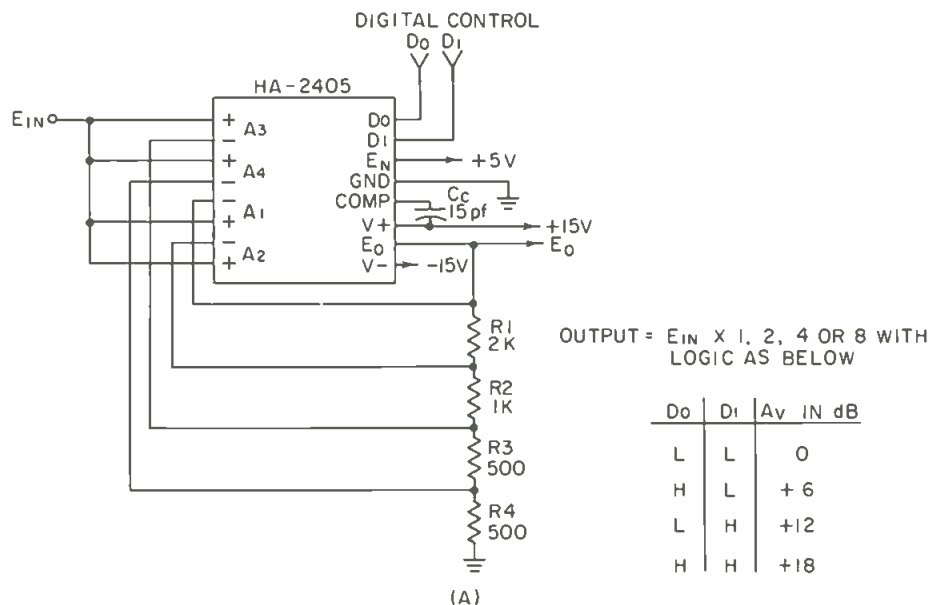 DIGITAL CONTROL
D0 D1
HA-2405
EIN
+ A3 -
+ A4 -
- A1 +
- A2 +
D0
D1
EN +5V
GND
COMP CC 15pf
V+ +15V
E0 E0
V- -15V
R1 2K
R2 1K
R3 500
R4 500
OUTPUT = EIN X 1, 2, 4 OR 8 WITH
LOGIC AS BELOW
D0 D1 AV IN dB
L L 0
H L +6
L H +12
H H +18
(A)